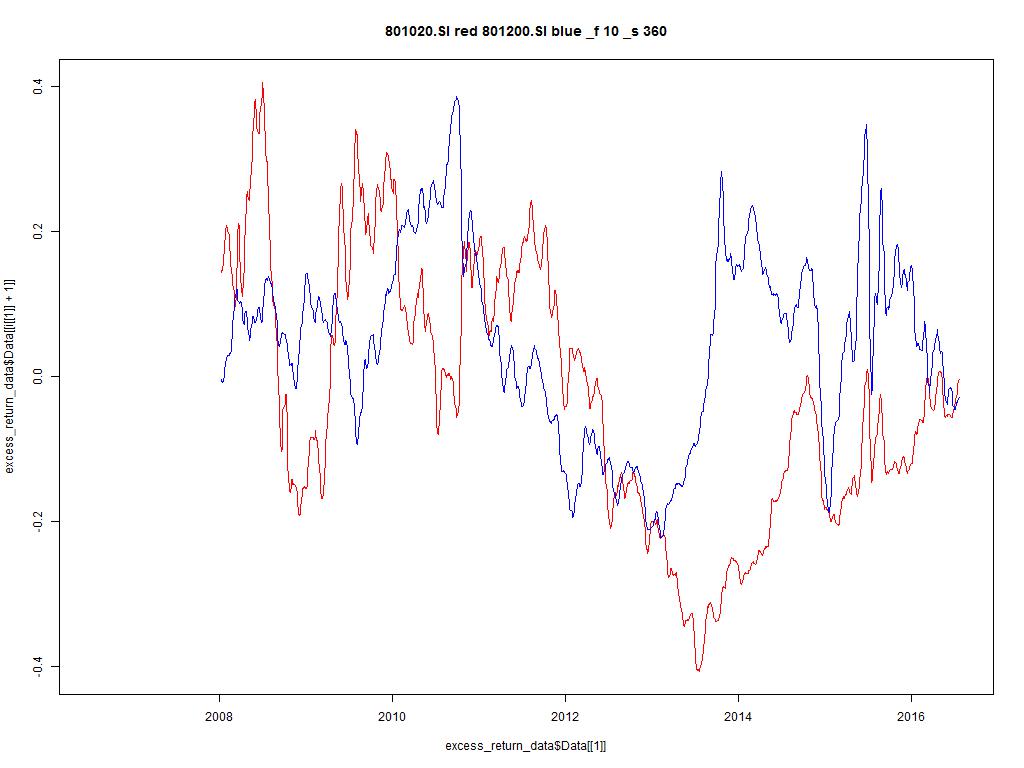 801020.SI red 801200.SI blue _f 10 _s 360
excess_return_data$Data[[i[[1]] + 1]]
0.4
0.2
0.0
-0.2
-0.4
2008 2010 2012 2014 2016
excess_return_data$Data[[1]]